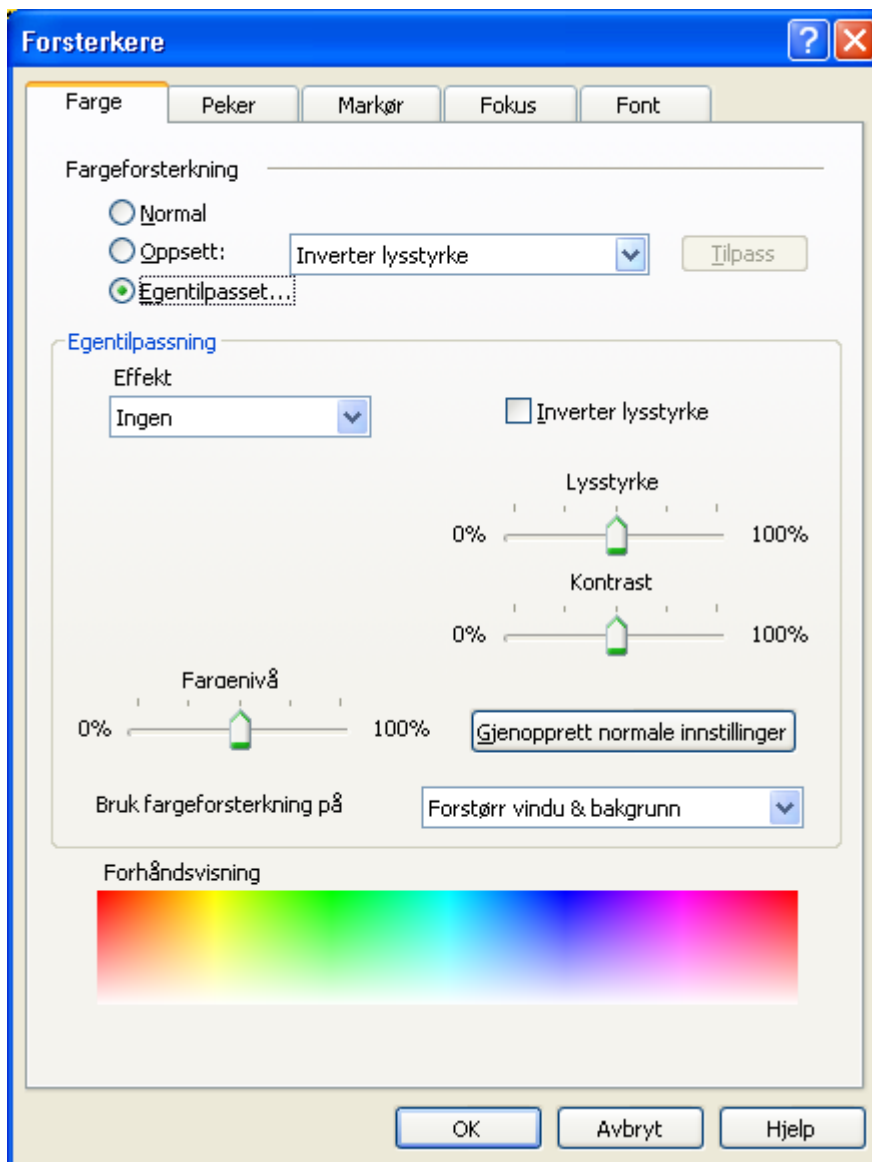 Forsterkere
Farge Peker Markør Fokus Font
Fargeforsterkning
Normal
Oppsett: Inverter lysstyrke Tilpass
Egentilpasset...
Egentilpassning
Effekt
Ingen Inverter lysstyrke
Lysstyrke
0% 100%
Kontrast
0% 100%
Fargenivå
0% 100% Gjenopprett normale innstillinger
Bruk fargeforsterkning på Forstørr vindu & bakgrunn
Forhåndsvisning
OK Avbryt Hjelp